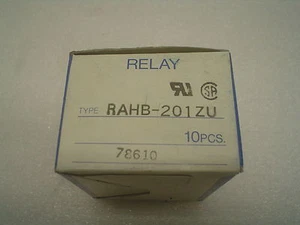 RELAY
TYPE RAHB-201ZU
10PCS.
78610